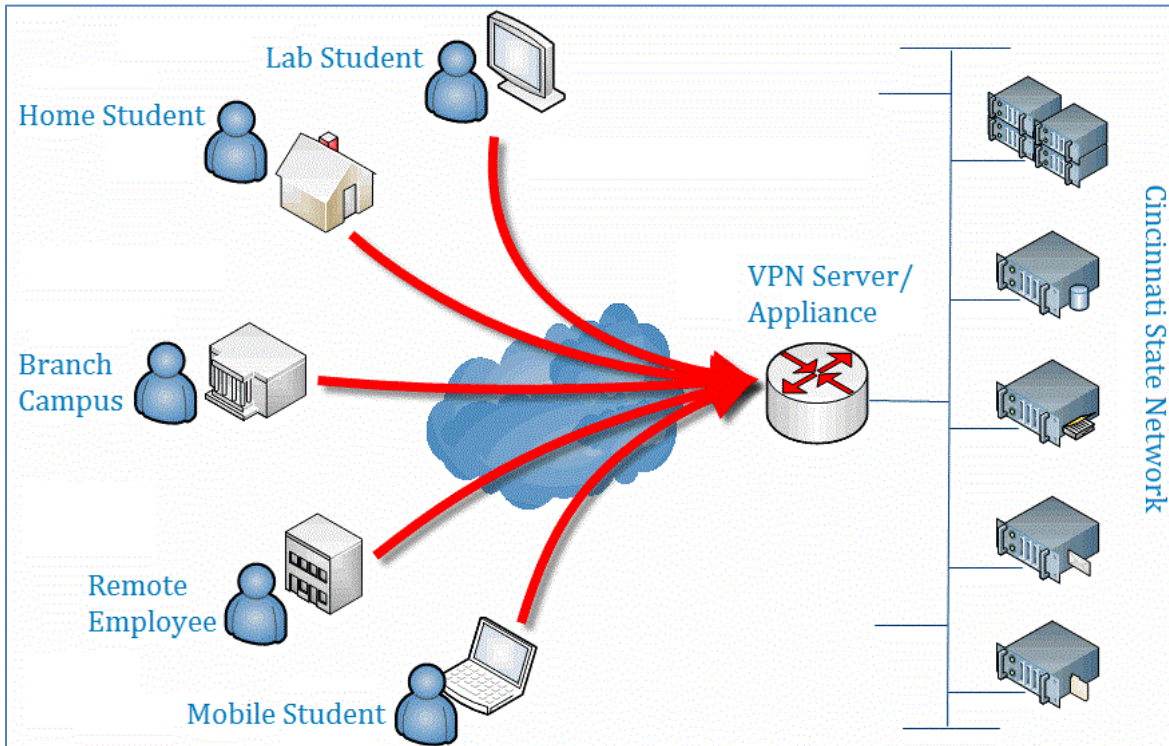 Lab Student
Home Student
VPN Server/
Appliance
Branch
Campus
Remote
Employee
Mobile Student
Cincinnati State Network